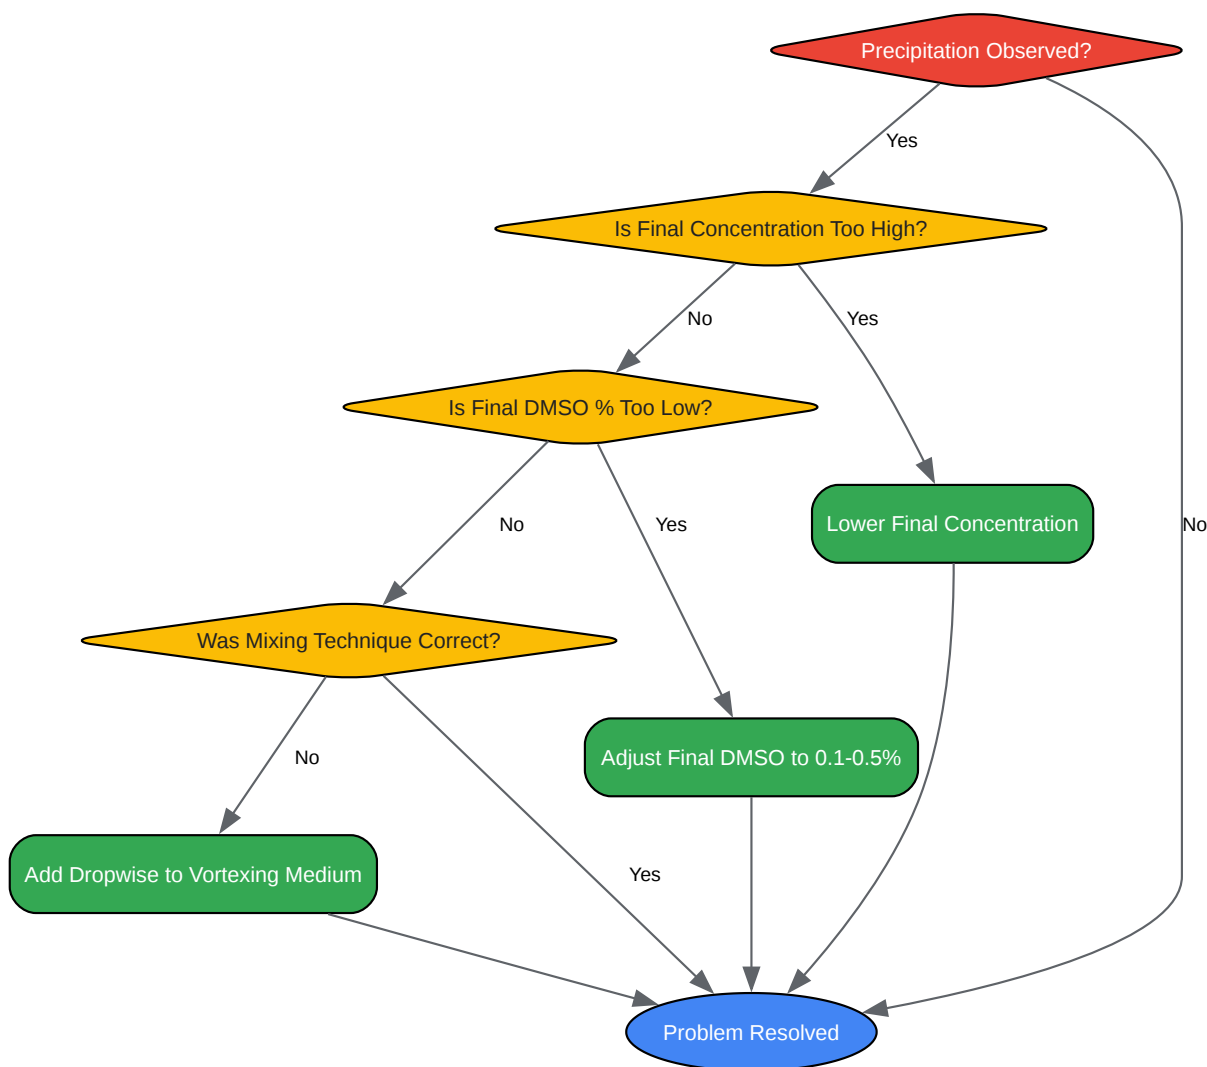 Precipitation Observed?
Yes
Is Final Concentration Too High?
No
Yes
Is Final DMSO % Too Low?
No
Yes
Lower Final Concentration
No
Was Mixing Technique Correct?
No
Adjust Final DMSO to 0.1-0.5%
Add Dropwise to Vortexing Medium
Yes
Problem Resolved